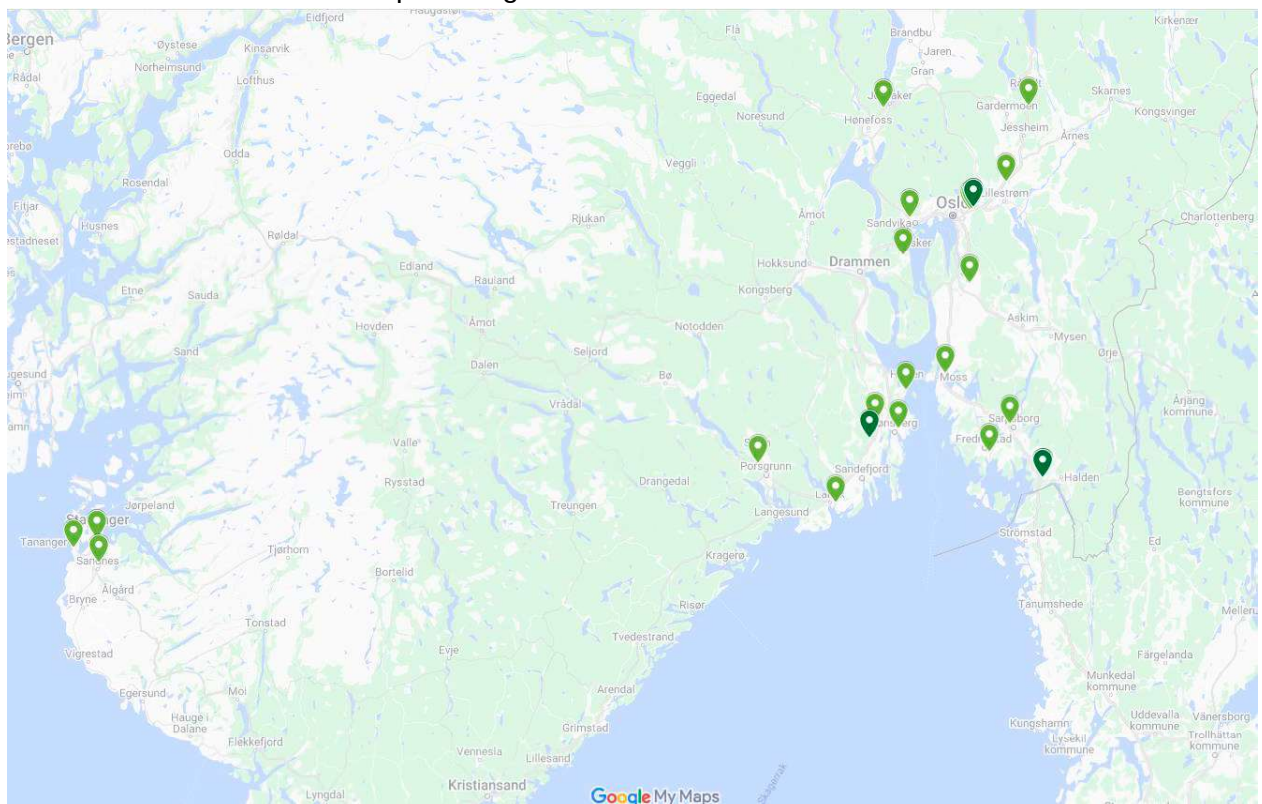 Eidfjord
Flå
Brandbu
Kirkenær
Bergen
Øystese
Kinsarvik
Jaren
Norheimsund
Gran
Rådal
Lofthus
Eggedal
Skarnes
Gardermoen
Kongsvinger
Noresund
Hønefoss
Jessheim
Årnes
Odda
Veggli
Rosendal
Fitjar
Rjukan
Åmot
Charlottenberg
Husnes
Sandvika
Røldal
Hokksund
Drammen
Edland
Rauland
Kongsberg
Etne
Sauda
Åmot
Notodden
Askim
Hovden
Mysen
Sand
Seljord
Ørje
Dalen
Bø
Moss
Vrådal
Årjäng
kommune
Valle
Porsgrunn
Sandefjord
Rysstad
Drangedal
Halden
Bengtsfors
kommune
Jørpeland
Treungen
Langesund
Strömstad
Tananger
Tjørhom
Ed
Sandnes
Kragerø
Bortelid
Ålgård
Bryne
Risør
Tanumshede
Tonstad
Tvedestrand
Evje
Vigrestad
Färgelanda
Munkedal
kommune
Egersund
Moi
Arendal
Hauge i
Dalane
Kungshamn
Uddevalla
kommune
Vänersborg
Grimstad
Lysekil
kommune
Trollhättan
kommune
Flekkefjord
Vennesla
Lillesand
Kristiansand
Skagerrak
Lyngdal
Google My Maps